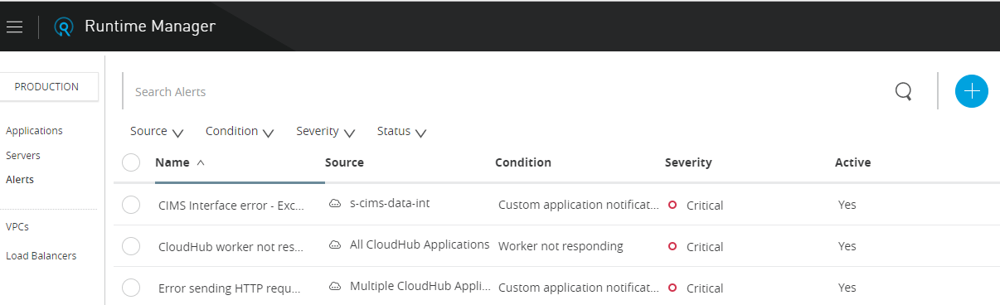 Runtime Manager
PRODUCTION
Applications
Servers
Alerts
VPCs
Load Balancers
Search Alerts
Source Condition Severity Status
Name Source Condition Severity Active
CIMS Interface error - Exc... s-cims-data-int Custom application notificat... Critical Yes
CloudHub worker not res... All CloudHub Applications Worker not responding Critical Yes
Error sending HTTP requ... Multiple CloudHub Appli... Custom application notificat... Critical Yes